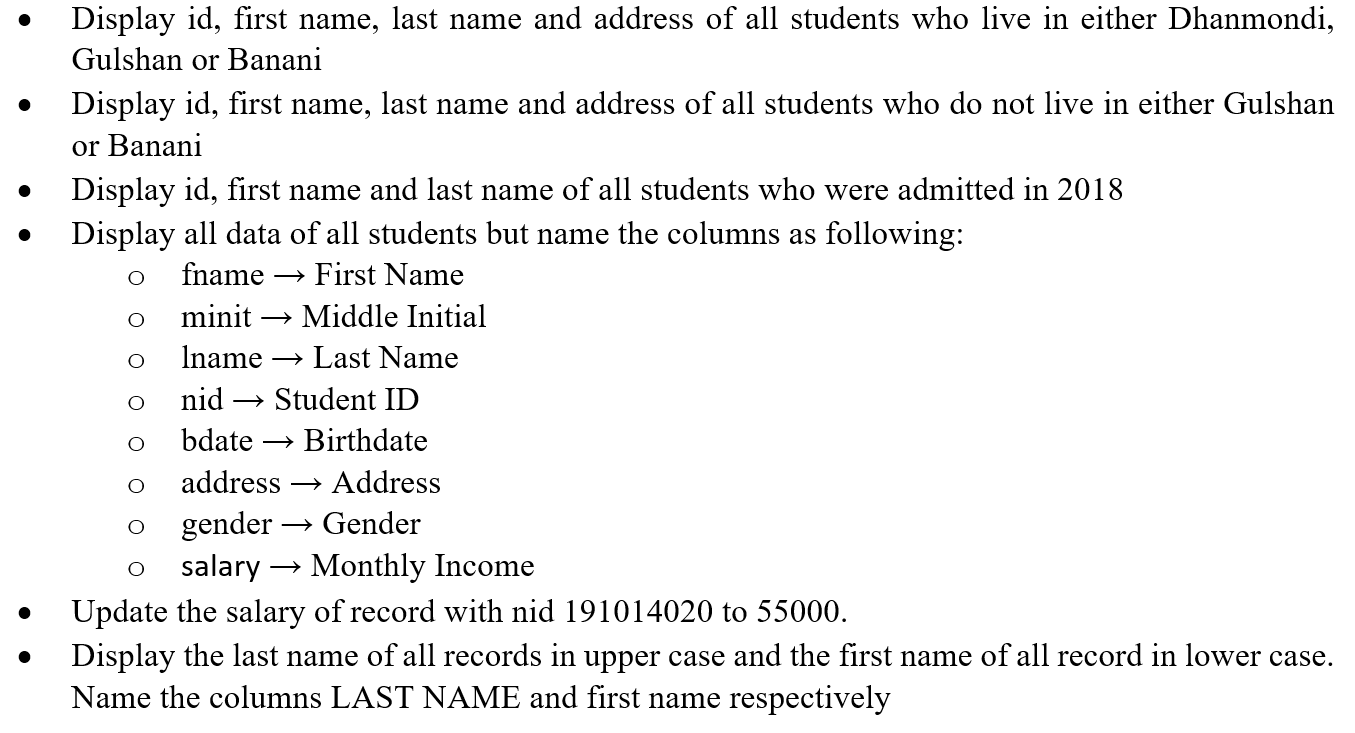 • Display id, first name, last name and address of all students who live in either Dhanmondi,
Gulshan or Banani
• Display id, first name, last name and address of all students who do not live in either Gulshan
or Banani
• Display id, first name and last name of all students who were admitted in 2018
• Display all data of all students but name the columns as following:
o fname → First Name
o minit → Middle Initial
o lname → Last Name
o nid → Student ID
o bdate → Birthdate
o address → Address
o gender → Gender
o salary → Monthly Income
• Update the salary of record with nid 191014020 to 55000.
• Display the last name of all records in upper case and the first name of all record in lower case.
Name the columns LAST NAME and first name respectively